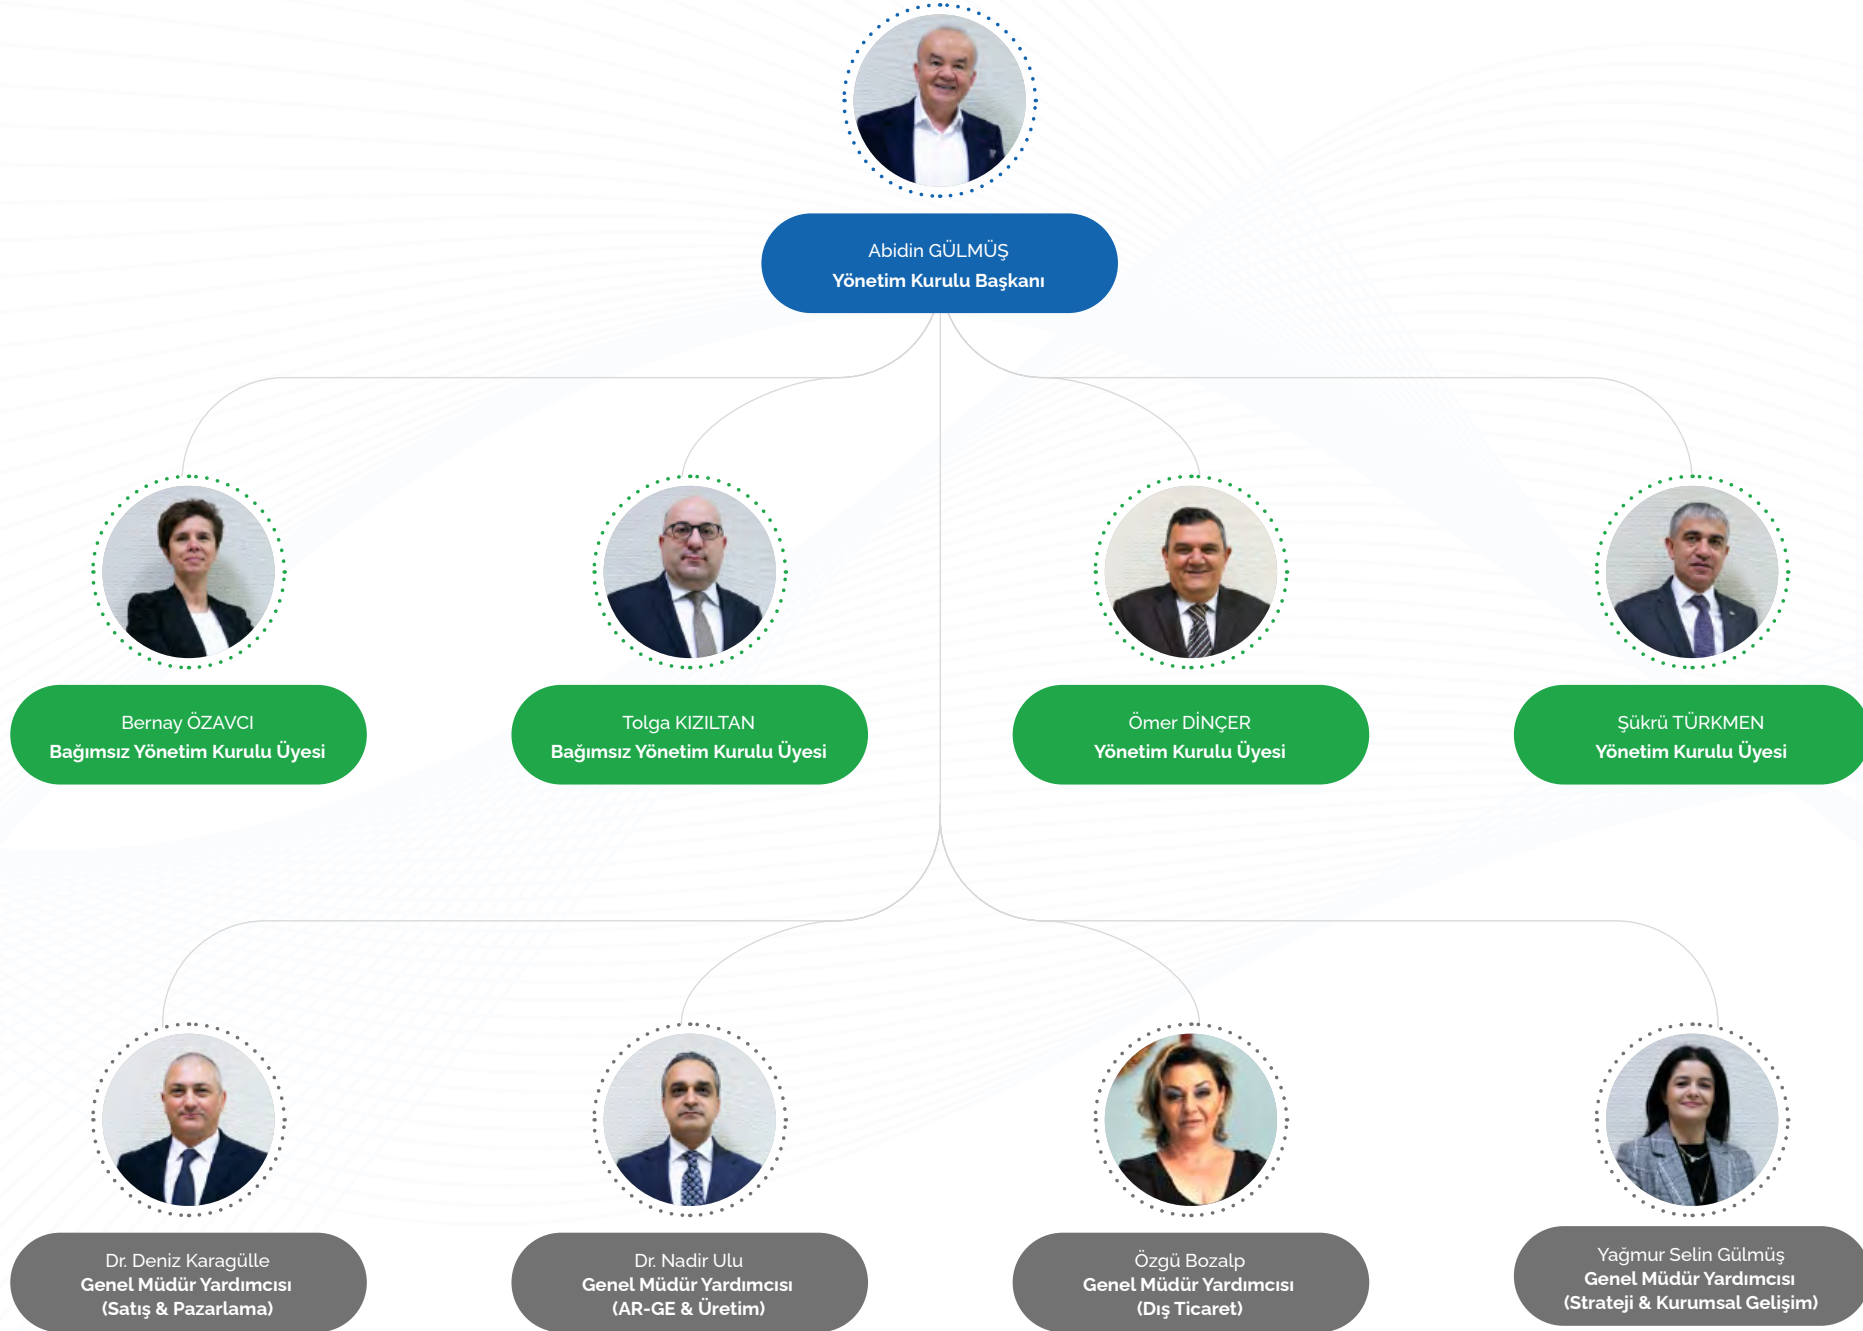 Abidin GÜLMÜŞ
Yönetim Kurulu Başkanı
Bernay ÖZAVCI
Bağımsız Yönetim Kurulu Üyesi
Tolga KIZILTAN
Bağımsız Yönetim Kurulu Üyesi
Ömer DİNÇER
Yönetim Kurulu Üyesi
Şükrü TÜRKMEN
Yönetim Kurulu Üyesi
Dr. Deniz Karagülle
Genel Müdür Yardımcısı
(Satış & Pazarlama)
Dr. Nadir Ulu
Genel Müdür Yardımcısı
(AR-GE & Üretim)
Özgü Bozalp
Genel Müdür Yardımcısı
(Dış Ticaret)
Yağmur Selin Gülmüş
Genel Müdür Yardımcısı
(Strateji & Kurumsal Gelişim)